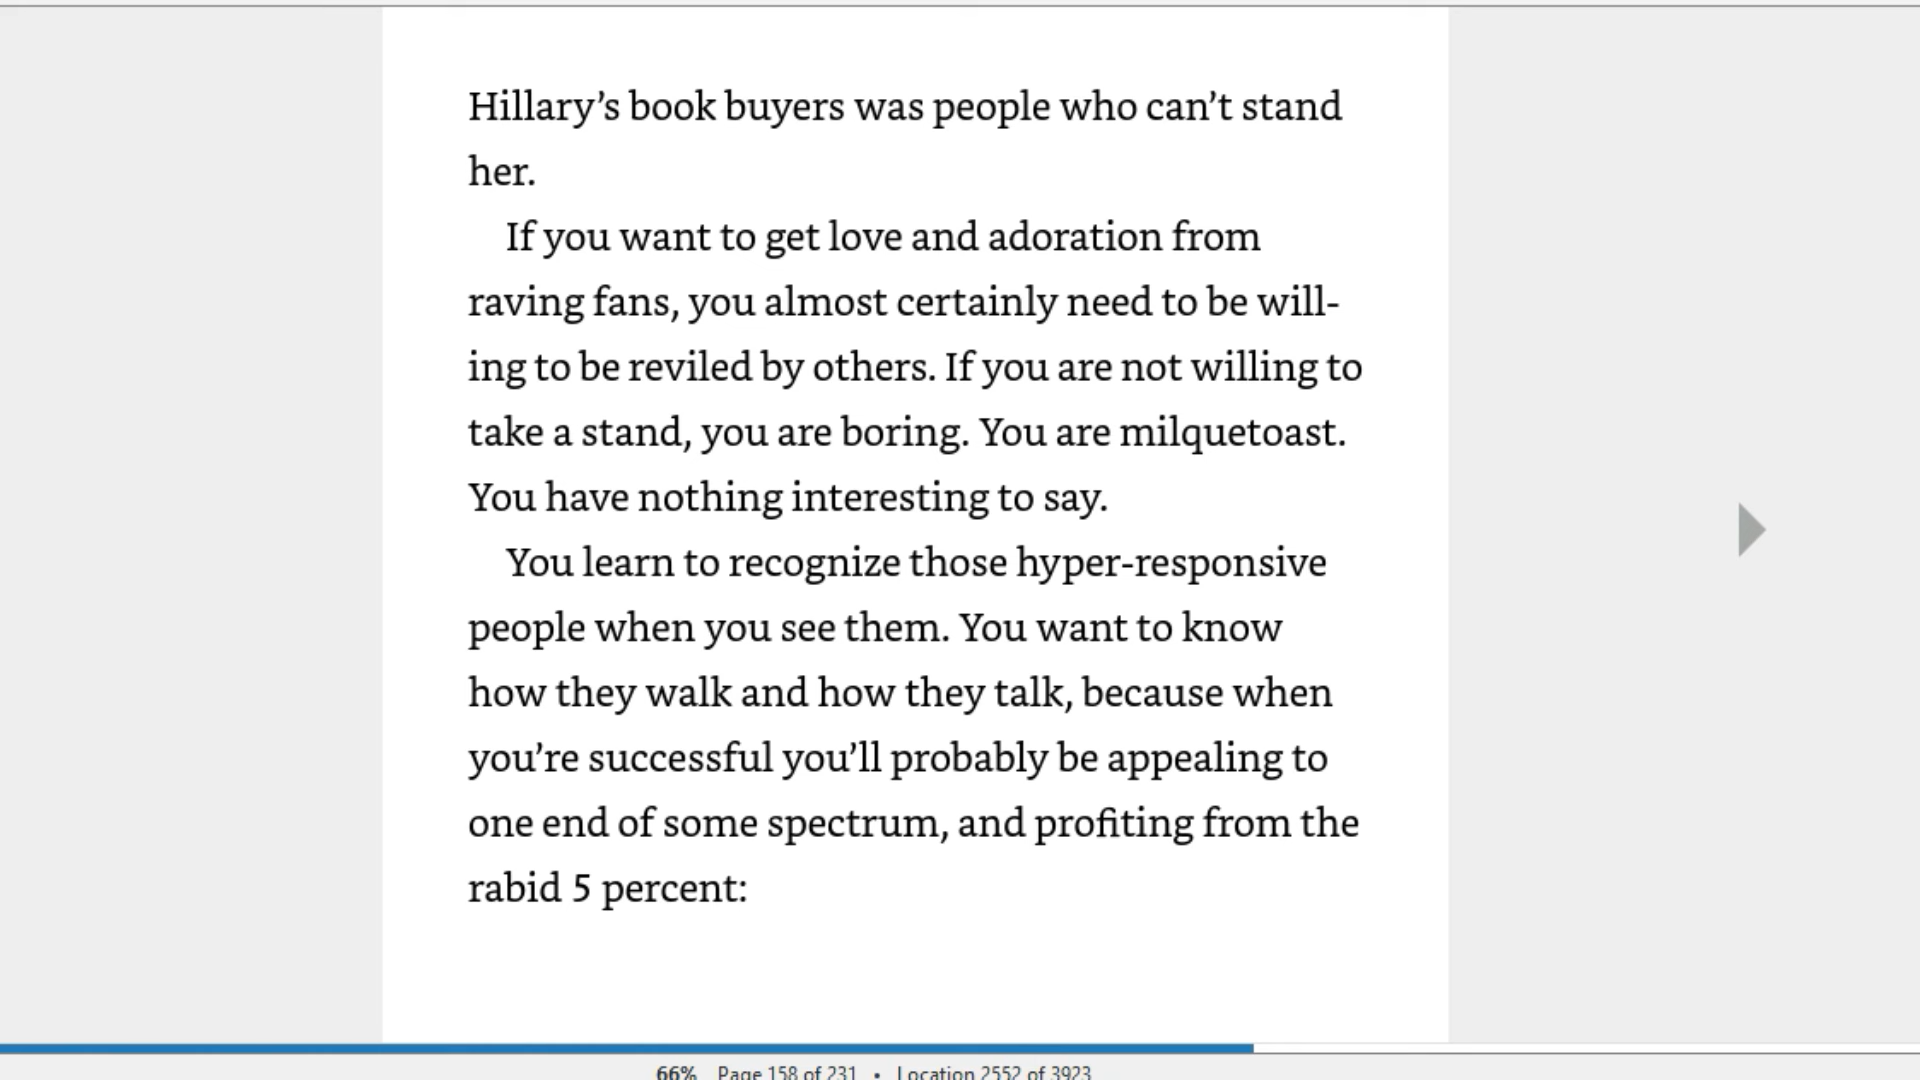 Hillary’s book buyers was people who can’t stand
her.
If you want to get love and adoration from
raving fans, you almost certainly need to be will-
ing to be reviled by others. If you are not willing to
take a stand, you are boring. You are milquetoast.
You have nothing interesting to say.
You learn to recognize those hyper-responsive
people when you see them. You want to know
how they walk and how they talk, because when
you’re successful you’ll probably be appealing to
one end of some spectrum, and profiting from the
rabid 5 percent:
66% Page 158 of 231 • Location 2552 of 3923